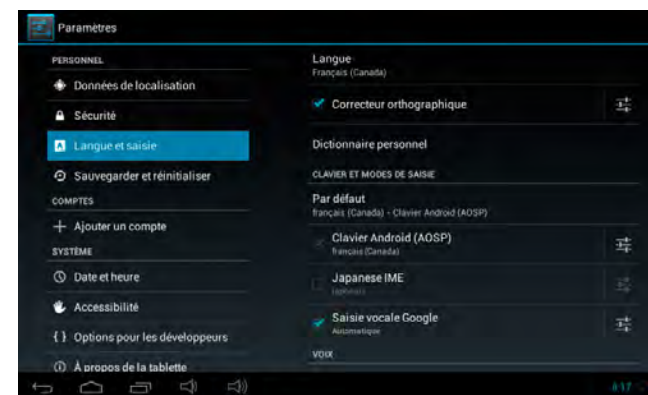 Paramètres
PERSONNEL
Données de localisation
Sécurité
Langue et saisie
Sauvegarder et réinitialiser
COMPTES
Ajouter un compte
SYSTÈME
Date et heure
Accessibilité
{ } Options pour les développeurs
À propos de la tablette
Langue
Français (Canada)
Correcteur orthographique
Dictionnaire personnel
CLAVIER ET MODES DE SAISIE
Par défaut
français (Canada) - Clavier Android (AOSP)
Clavier Android (AOSP)
français (Canada)
Japanese IME
Saisie vocale Google
Automatique
VOIX
8:17